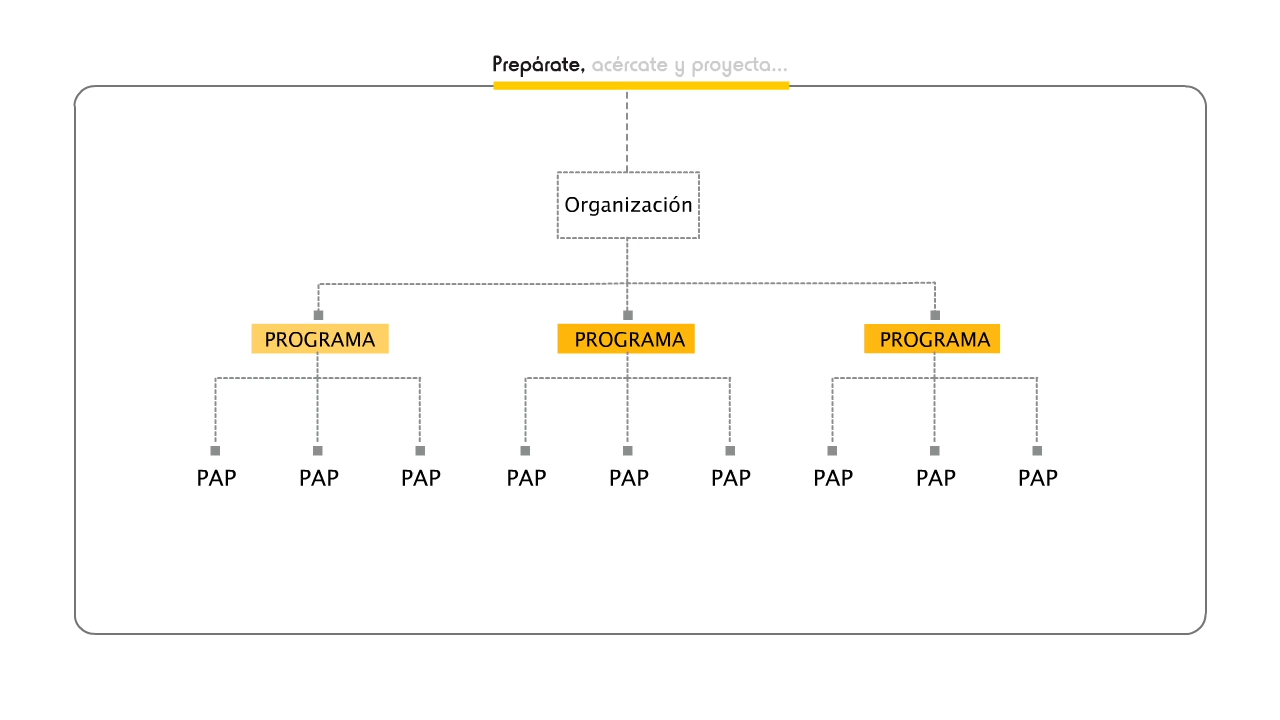 Prepárate, acércate y proyecta...
Organización
PROGRAMA PROGRAMA PROGRAMA
PAP PAP PAP PAP PAP PAP PAP PAP PAP